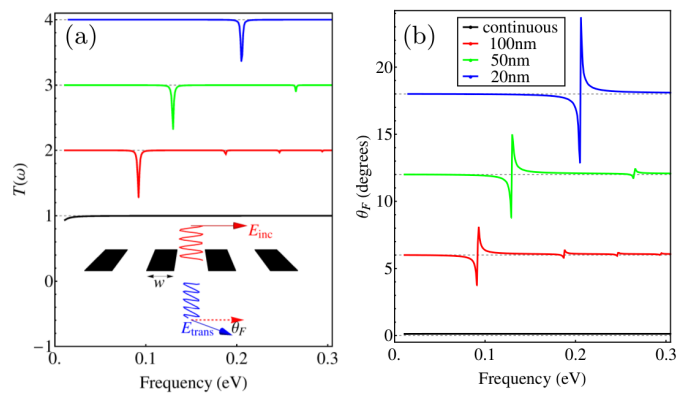 (a)
T(ω)
4
3
2
1
0
−1
0.
0.1
0.2
0.3
Frequency (eV)
E_inc
w
E_trans
θ_F
(b)
continuous
100nm
50nm
20nm
θ_F (degrees)
20
15
10
5
0
0.
0.1
0.2
0.3
Frequency (eV)